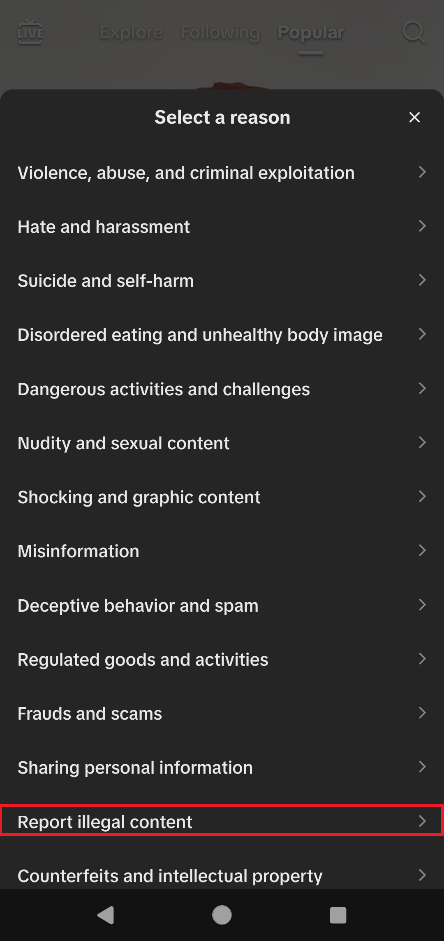 LIVE Explore Following Popular
Select a reason
Violence, abuse, and criminal exploitation
Hate and harassment
Suicide and self-harm
Disordered eating and unhealthy body image
Dangerous activities and challenges
Nudity and sexual content
Shocking and graphic content
Misinformation
Deceptive behavior and spam
Regulated goods and activities
Frauds and scams
Sharing personal information
Report illegal content
Counterfeits and intellectual property